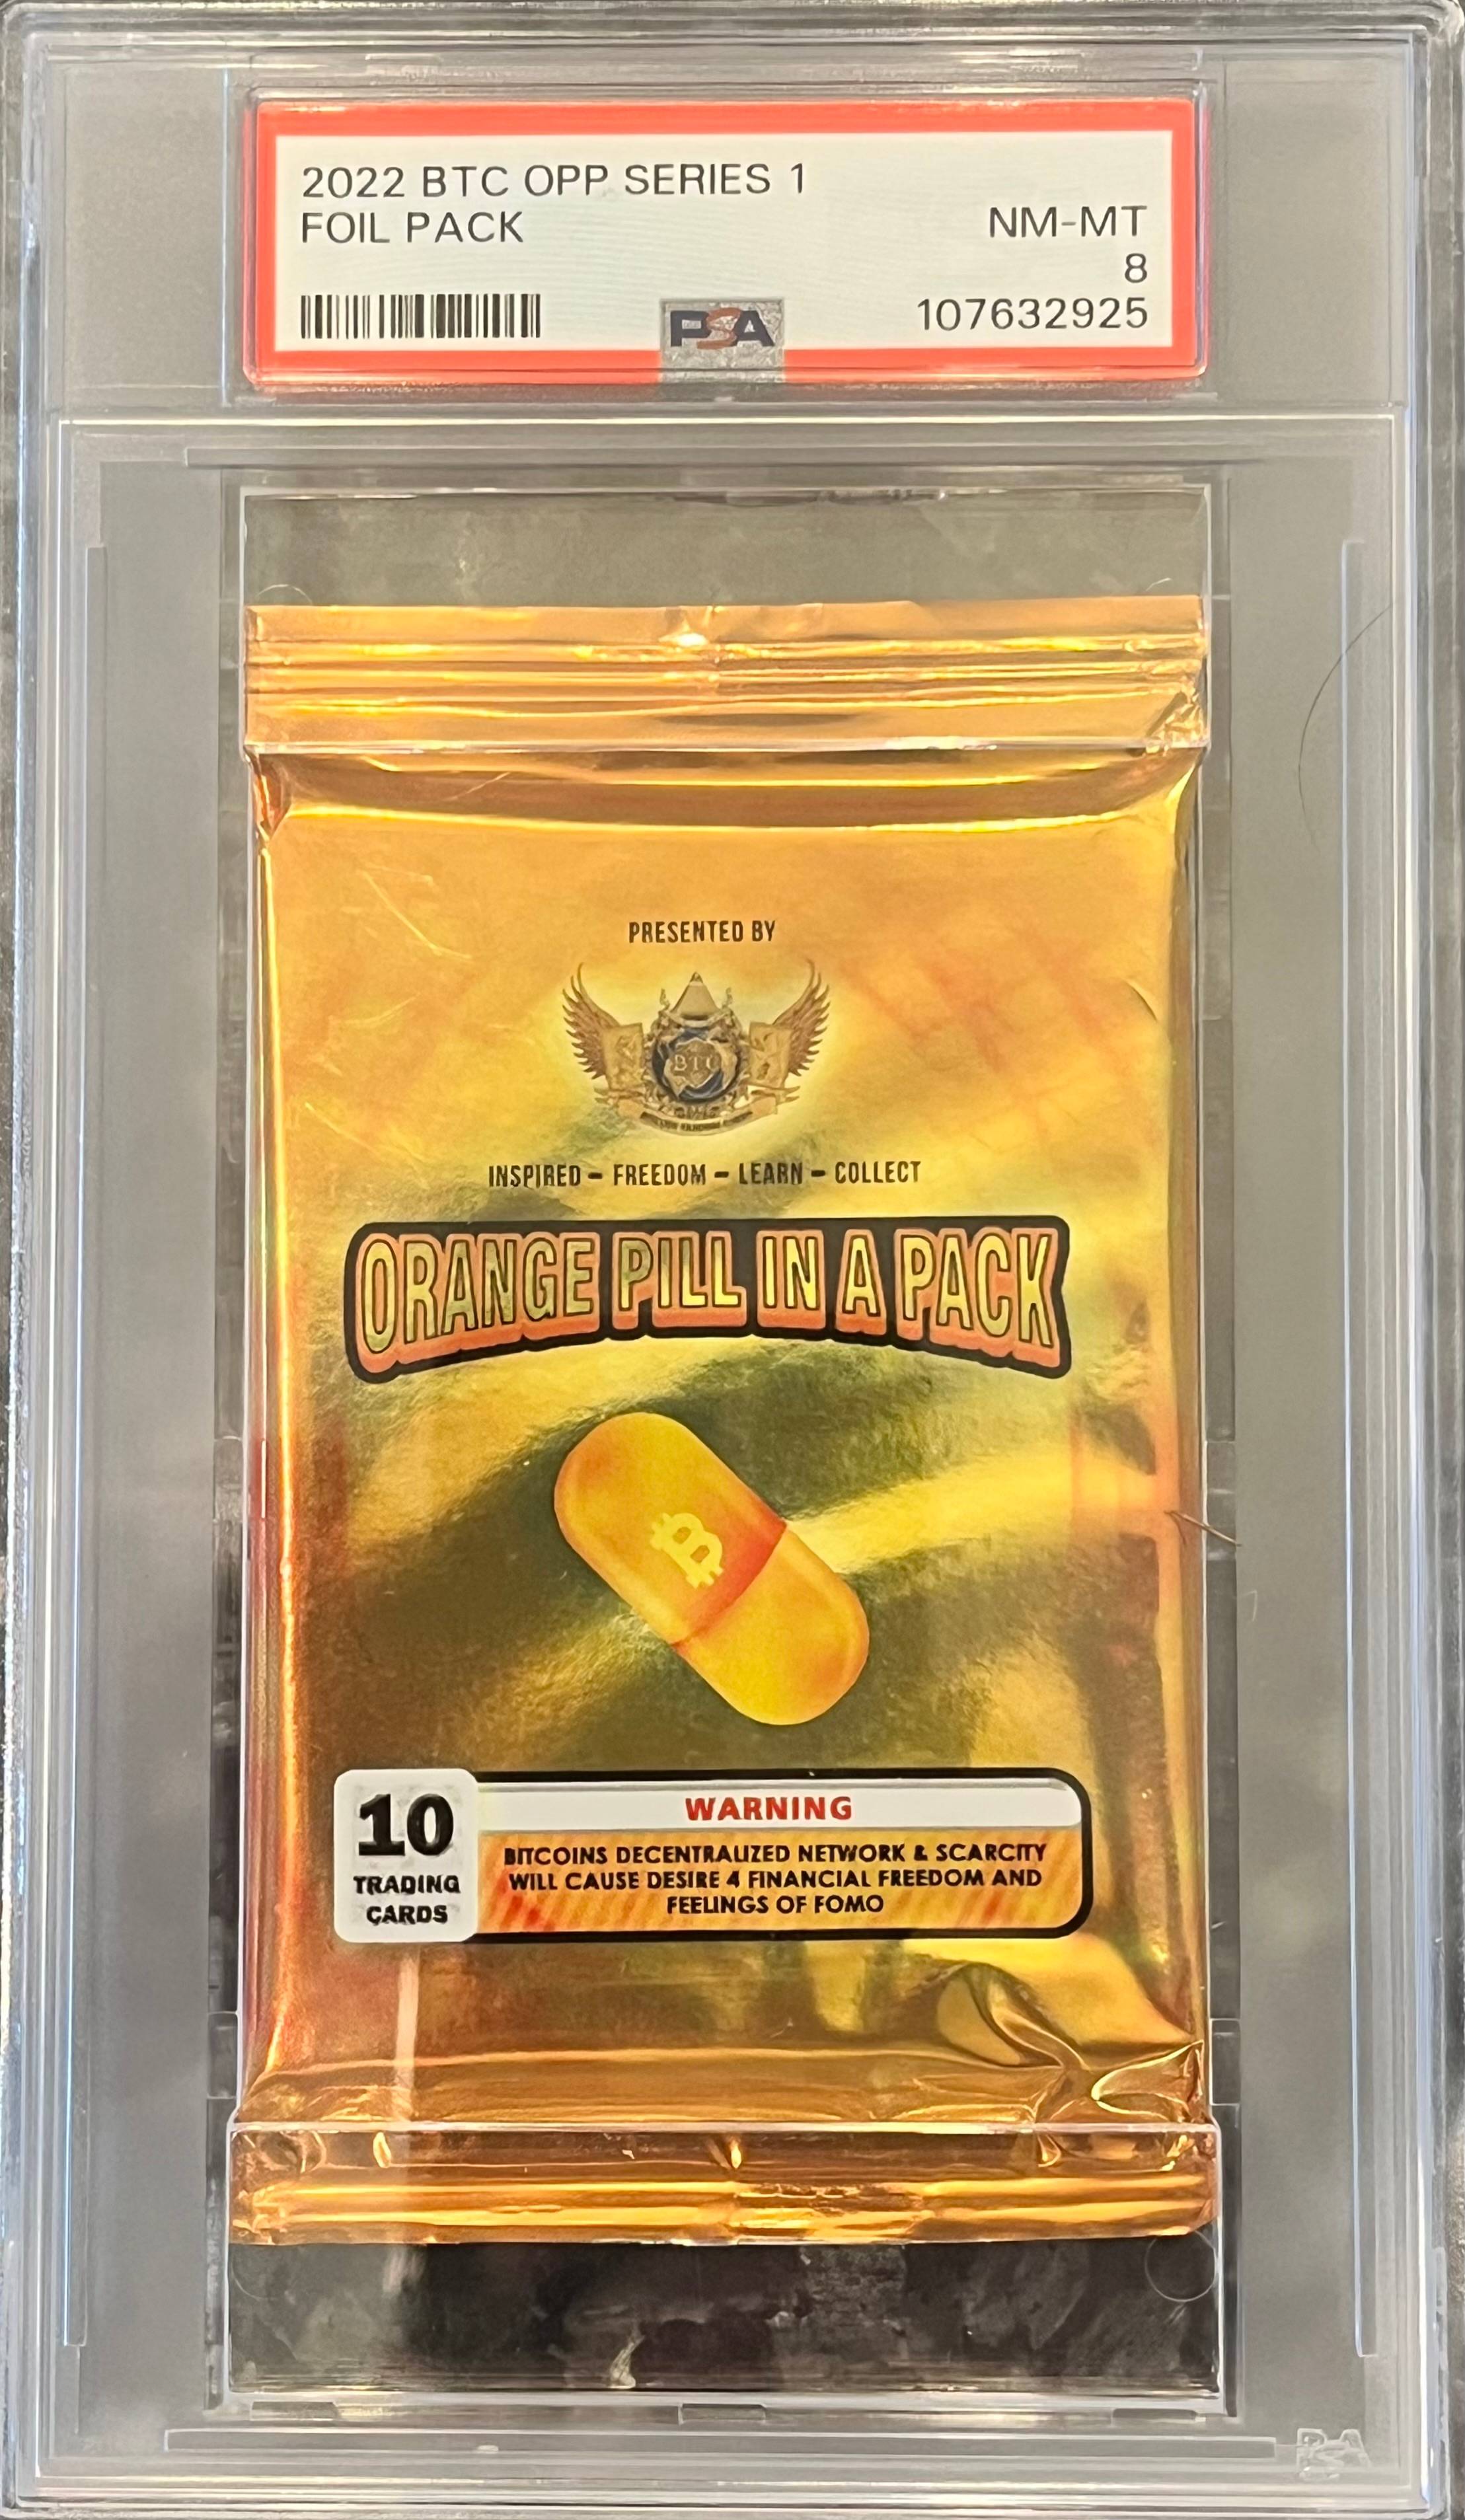 2022 BTC OPP SERIES 1
FOIL PACK
NM-MT
8
107632925
PSA
PRESENTED BY
BTC
INSPIRED – FREEDOM – LEARN – COLLECT
ORANGE PILL IN A PACK
₿
10
TRADING
CARDS
WARNING
BITCOINS DECENTRALIZED NETWORK & SCARCITY
WILL CAUSE DESIRE 4 FINANCIAL FREEDOM AND
FEELINGS OF FOMO
PSA